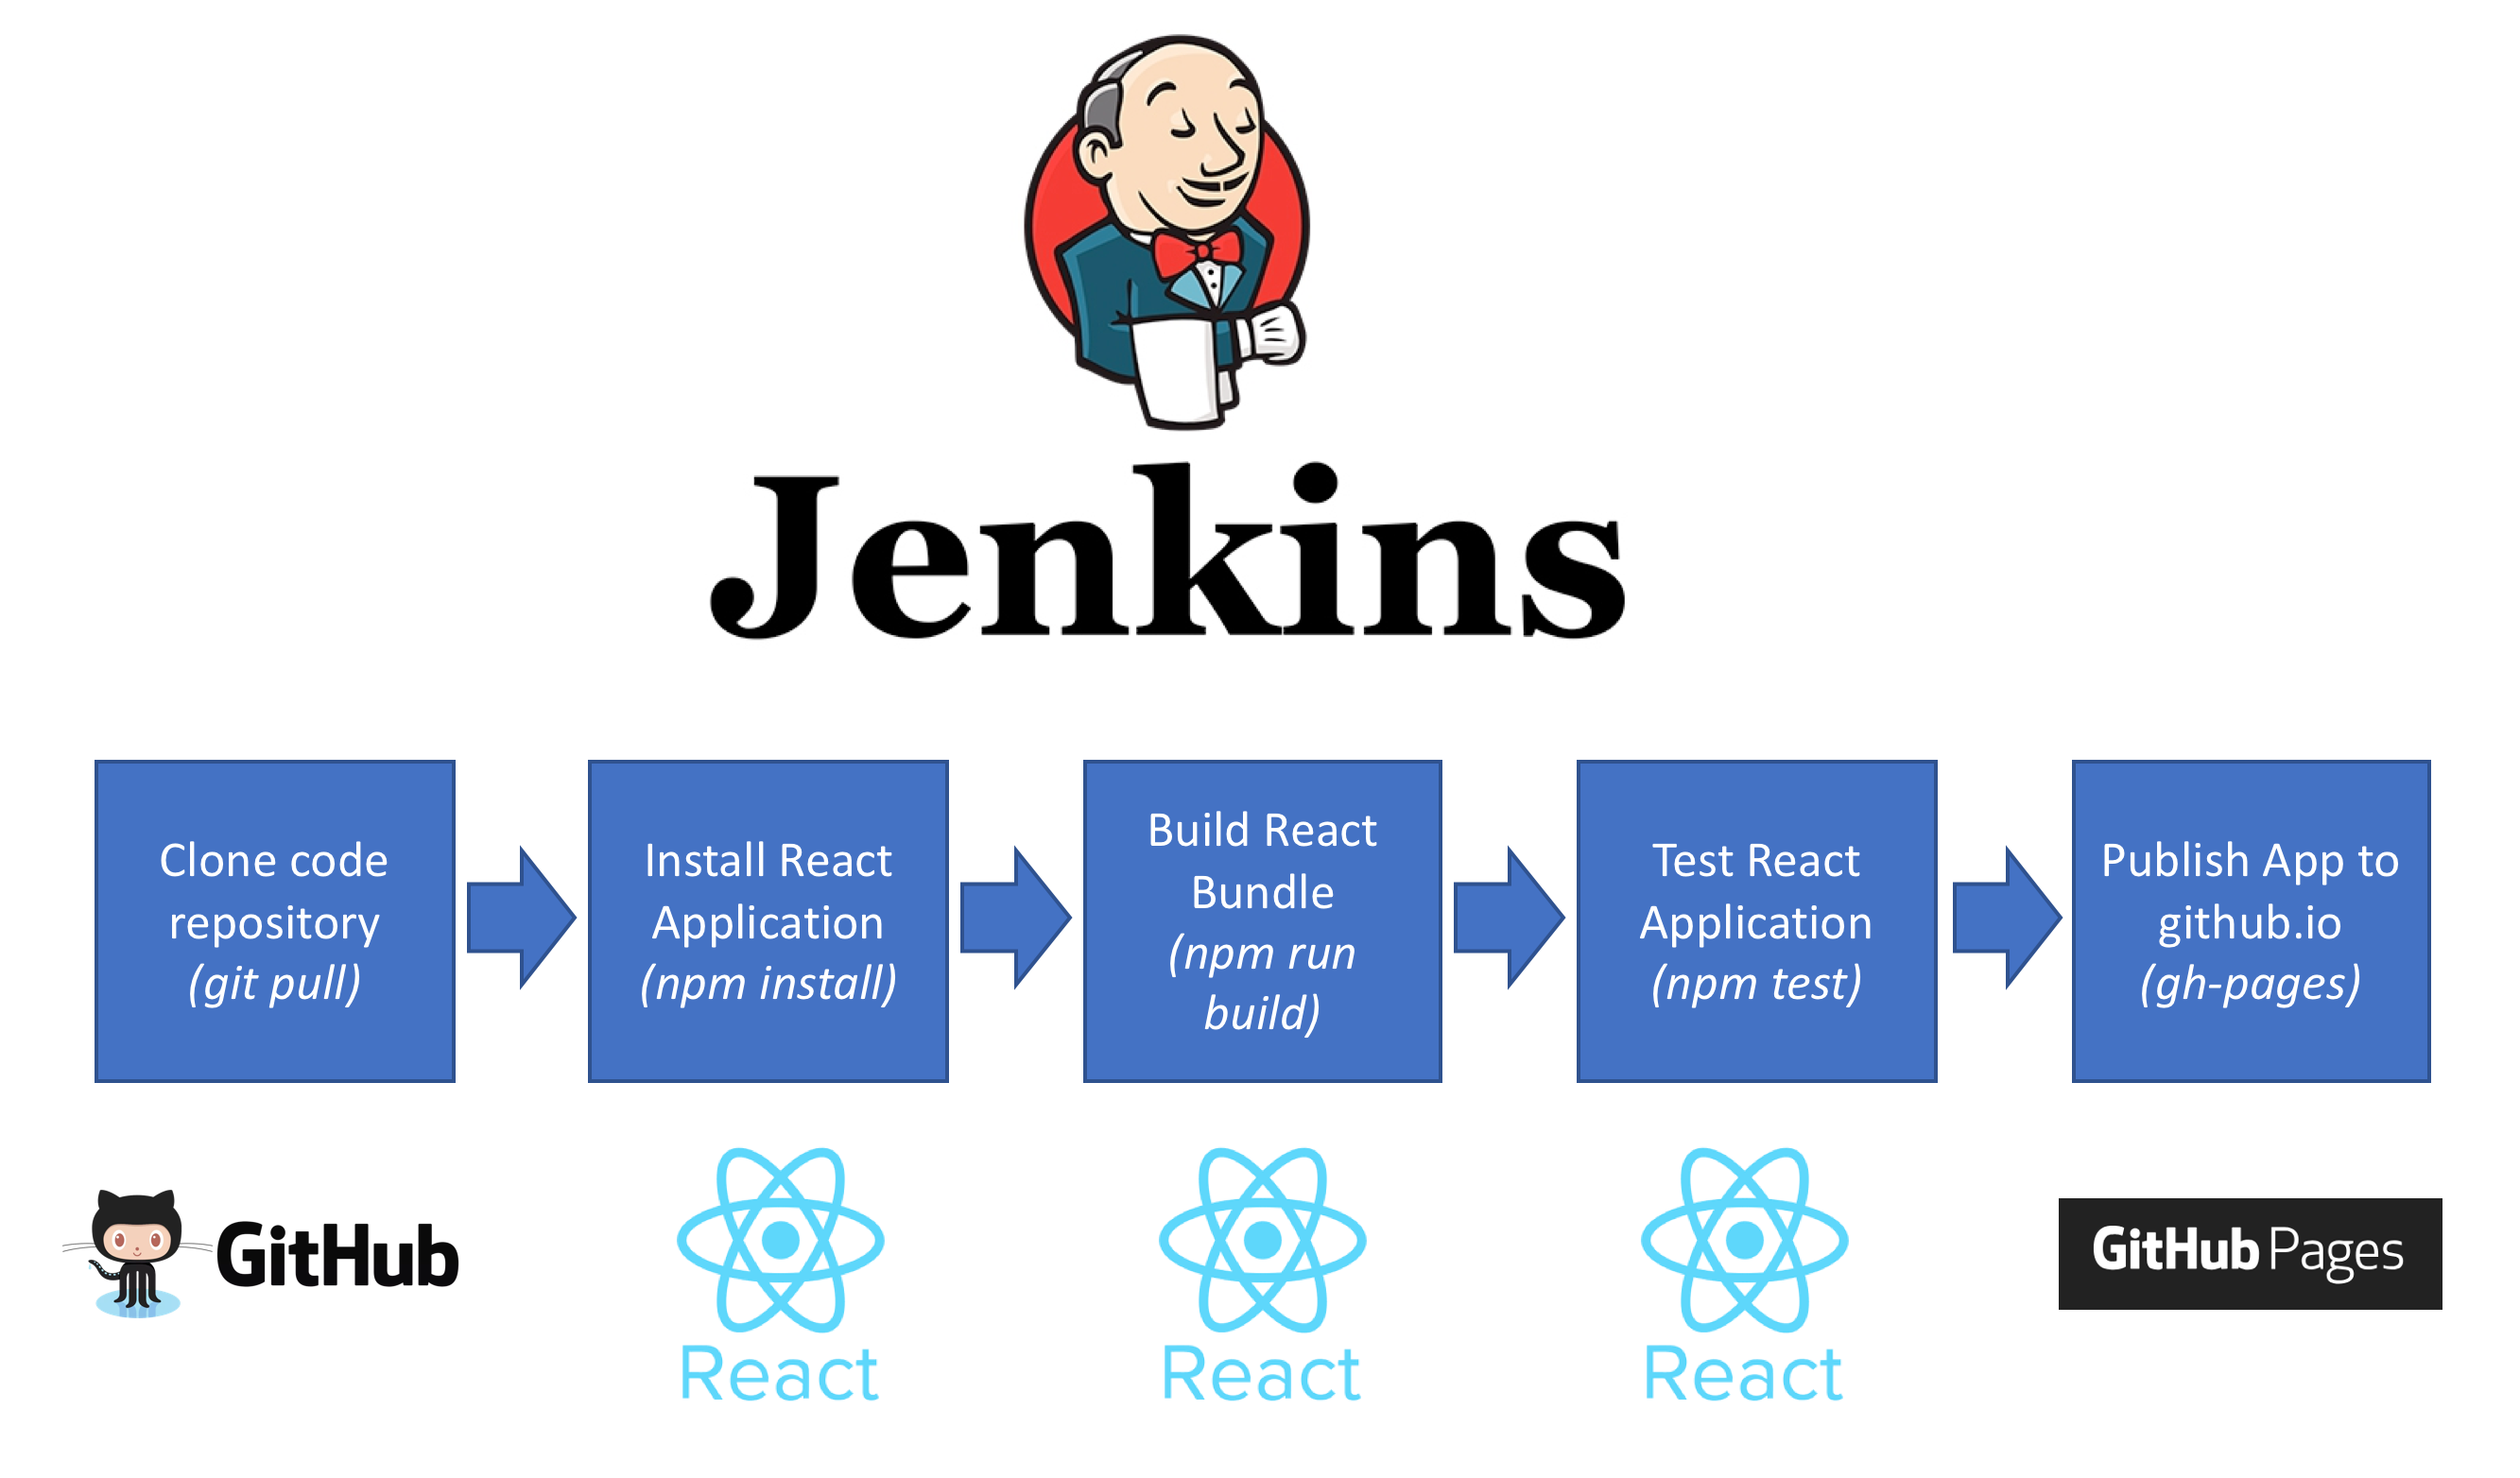 Jenkins
Clone code
repository
(git pull)
Install React
Application
(npm install)
Build React
Bundle
(npm run
build)
Test React
Application
(npm test)
Publish App to
github.io
(gh-pages)
GitHub
React
React
React
GitHub Pages